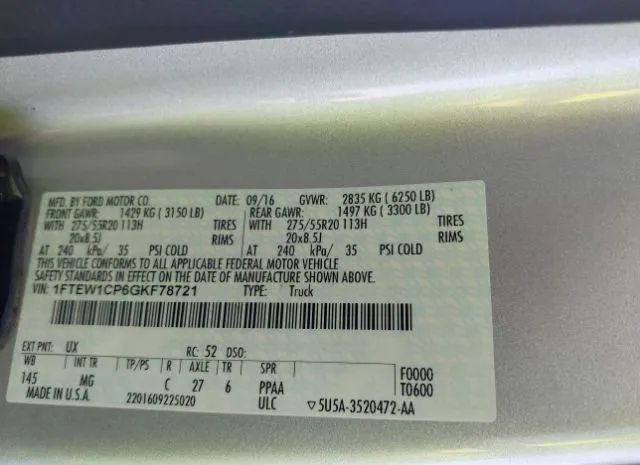 MFD. BY FORD MOTOR CO. DATE: 09/16 GVWR: 2835 KG ( 6250 LB)
FRONT GAWR: 1429 KG ( 3150 LB) REAR GAWR: 1497 KG ( 3300 LB)
WITH 275/55R20 113H TIRES WITH 275/55R20 113H TIRES
20x8.5J RIMS 20x8.5J RIMS
AT 240 kPa/ 35 PSI COLD AT 240 kPa/ 35 PSI COLD
THIS VEHICLE CONFORMS TO ALL APPLICABLE FEDERAL MOTOR VEHICLE
SAFETY STANDARDS IN EFFECT ON THE DATE OF MANUFACTURE SHOWN ABOVE.
VIN: 1FTEW1CP6GKF78721 TYPE: Truck
EXT PNT: UX RC: 52 DSO:
WB INT TR TP/PS R AXLE TR SPR F0000
145 MG C 27 6 PPAA T0600
MADE IN U.S.A. 2201609225020 ULC ▽5U5A-3520472-AA